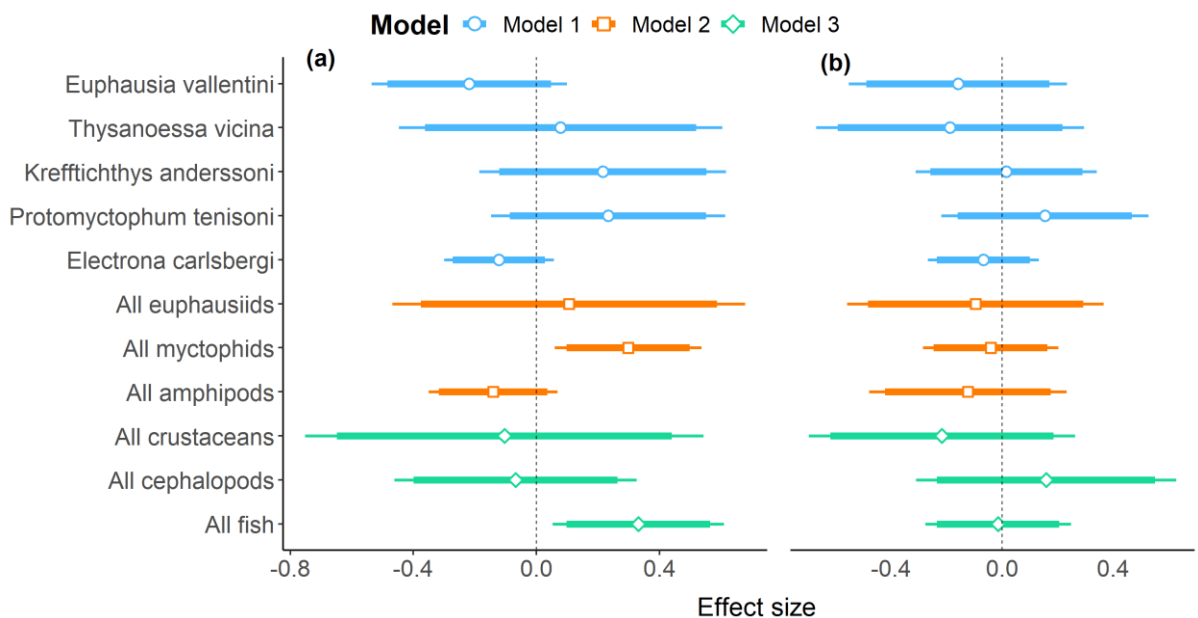 Model Model 1 Model 2 Model 3
(a) (b)
Euphausia vallentini
Thysanoessa vicina
Krefftichthys anderssoni
Protomyctophum tenisoni
Electrona carlsbergi
All euphausiids
All myctophids
All amphipods
All crustaceans
All cephalopods
All fish
-0.8 -0.4 0.0 0.4 -0.4 0.0 0.4
Effect size